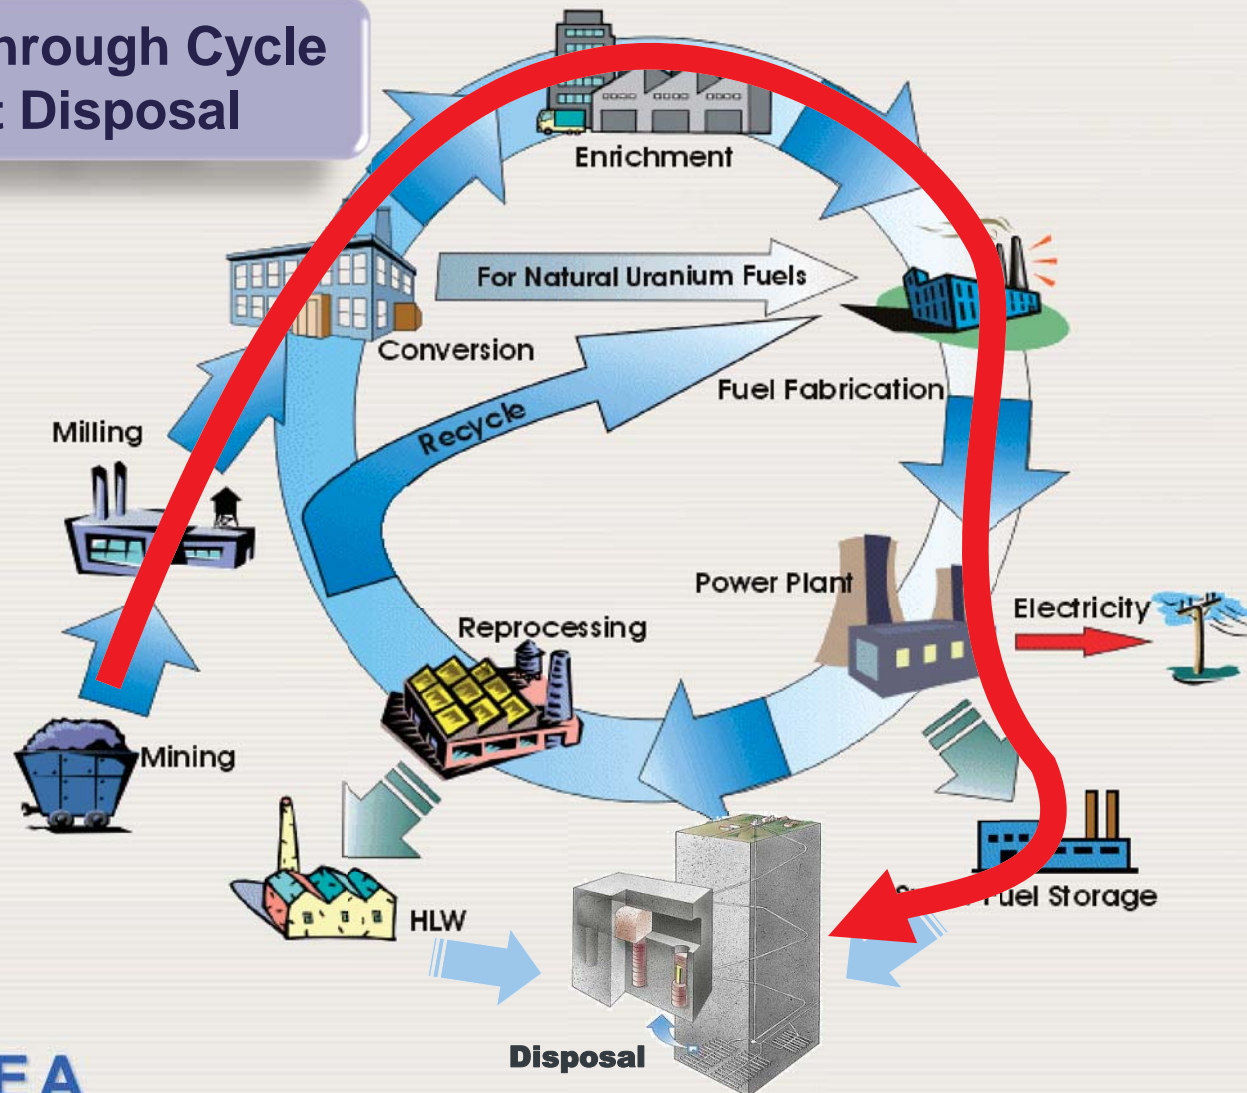 hrough Cycle
t Disposal
Enrichment
For Natural Uranium Fuels
Conversion
Fuel Fabrication
Recycle
Milling
Power Plant
Electricity
Reprocessing
Mining
Fuel Storage
HLW
Disposal
EA